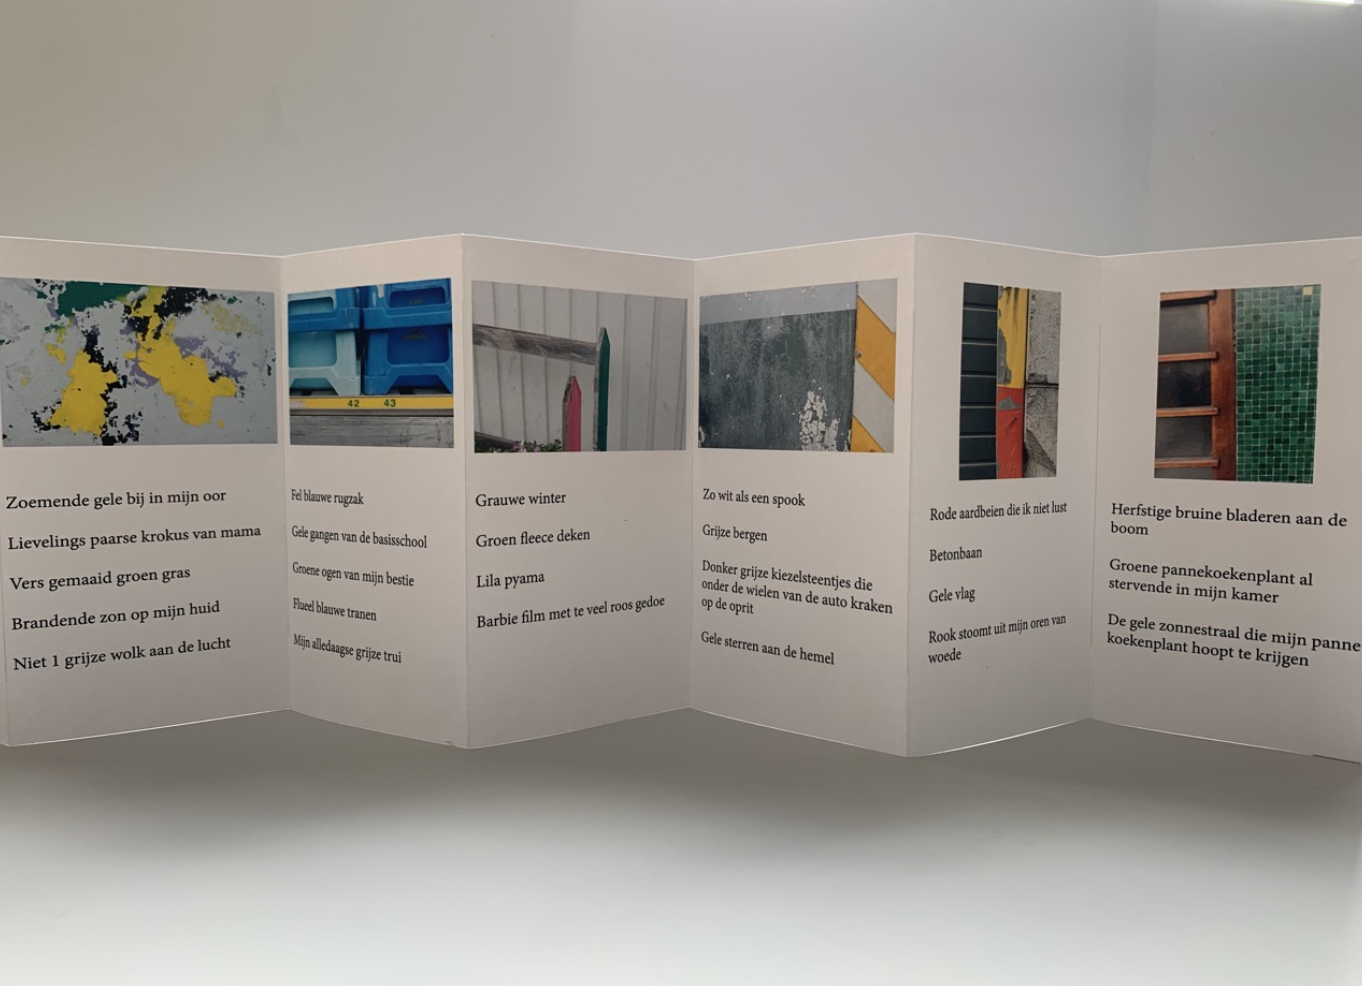 42 43
Zoemende gele bij in mijn oor
Lievelings paarse krokus van mama
Vers gemaaid groen gras
Brandende zon op mijn huid
Niet 1 grijze wolk aan de lucht
Fel blauwe rugzak
Gele gangen van de basisschool
Groene ogen van mijn bestie
Flueel blauwe tranen
Mijn alledaagse grijze trui
Grauwe winter
Groen fleece deken
Lila pyama
Barbie film met te veel roos gedoe
Zo wit als een spook
Grijze bergen
Donker grijze kiezelsteentjes die
onder de wielen van de auto kraken
op de oprit
Gele sterren aan de hemel
Rode aardbeien die ik niet lust
Betonbaan
Gele vlag
Rook stoomt uit mijn oren van
woede
Herfstige bruine bladeren aan de
boom
Groene pannekoekenplant al
stervende in mijn kamer
De gele zonnestraal die mijn panne
koekenplant hoopt te krijgen